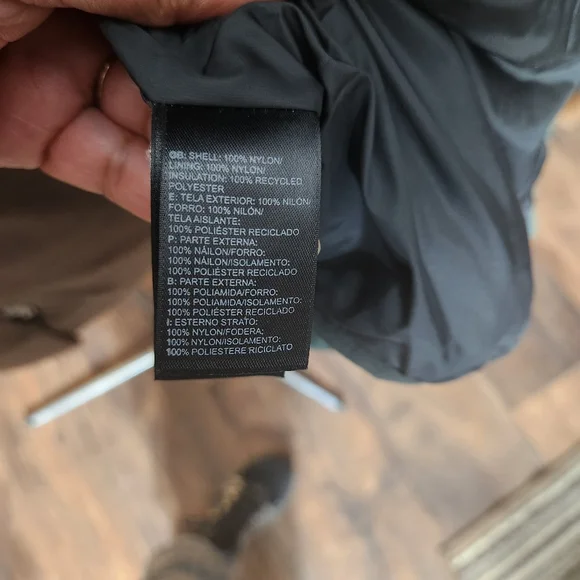 GB: SHELL: 100% NYLON/
LINING: 100% NYLON/
INSULATION: 100% RECYCLED
POLYESTER
E: TELA EXTERIOR: 100% NILÓN/
FORRO: 100% NILÓN/
TELA AISLANTE:
100% POLIÉSTER RECICLADO
P: PARTE EXTERNA:
100% NÁILON/FORRO:
100% NÁILON/ISOLAMENTO:
100% POLIÉSTER RECICLADO
B: PARTE EXTERNA:
100% POLIAMIDA/FORRO:
100% POLIAMIDA/ISOLAMENTO:
100% POLIÉSTER RECICLADO
I: ESTERNO STRATO:
100% NYLON/FODERA:
100% NYLON/ISOLAMENTO:
100% POLIESTERE RICICLATO